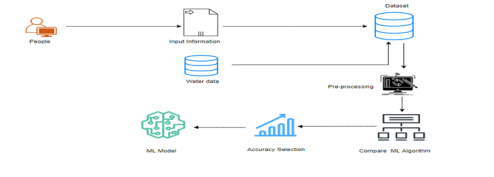 Dataset
People
Input Information
Water data
Pre-processing
ML Model
Accuracy Selection
Compare ML Algorithm